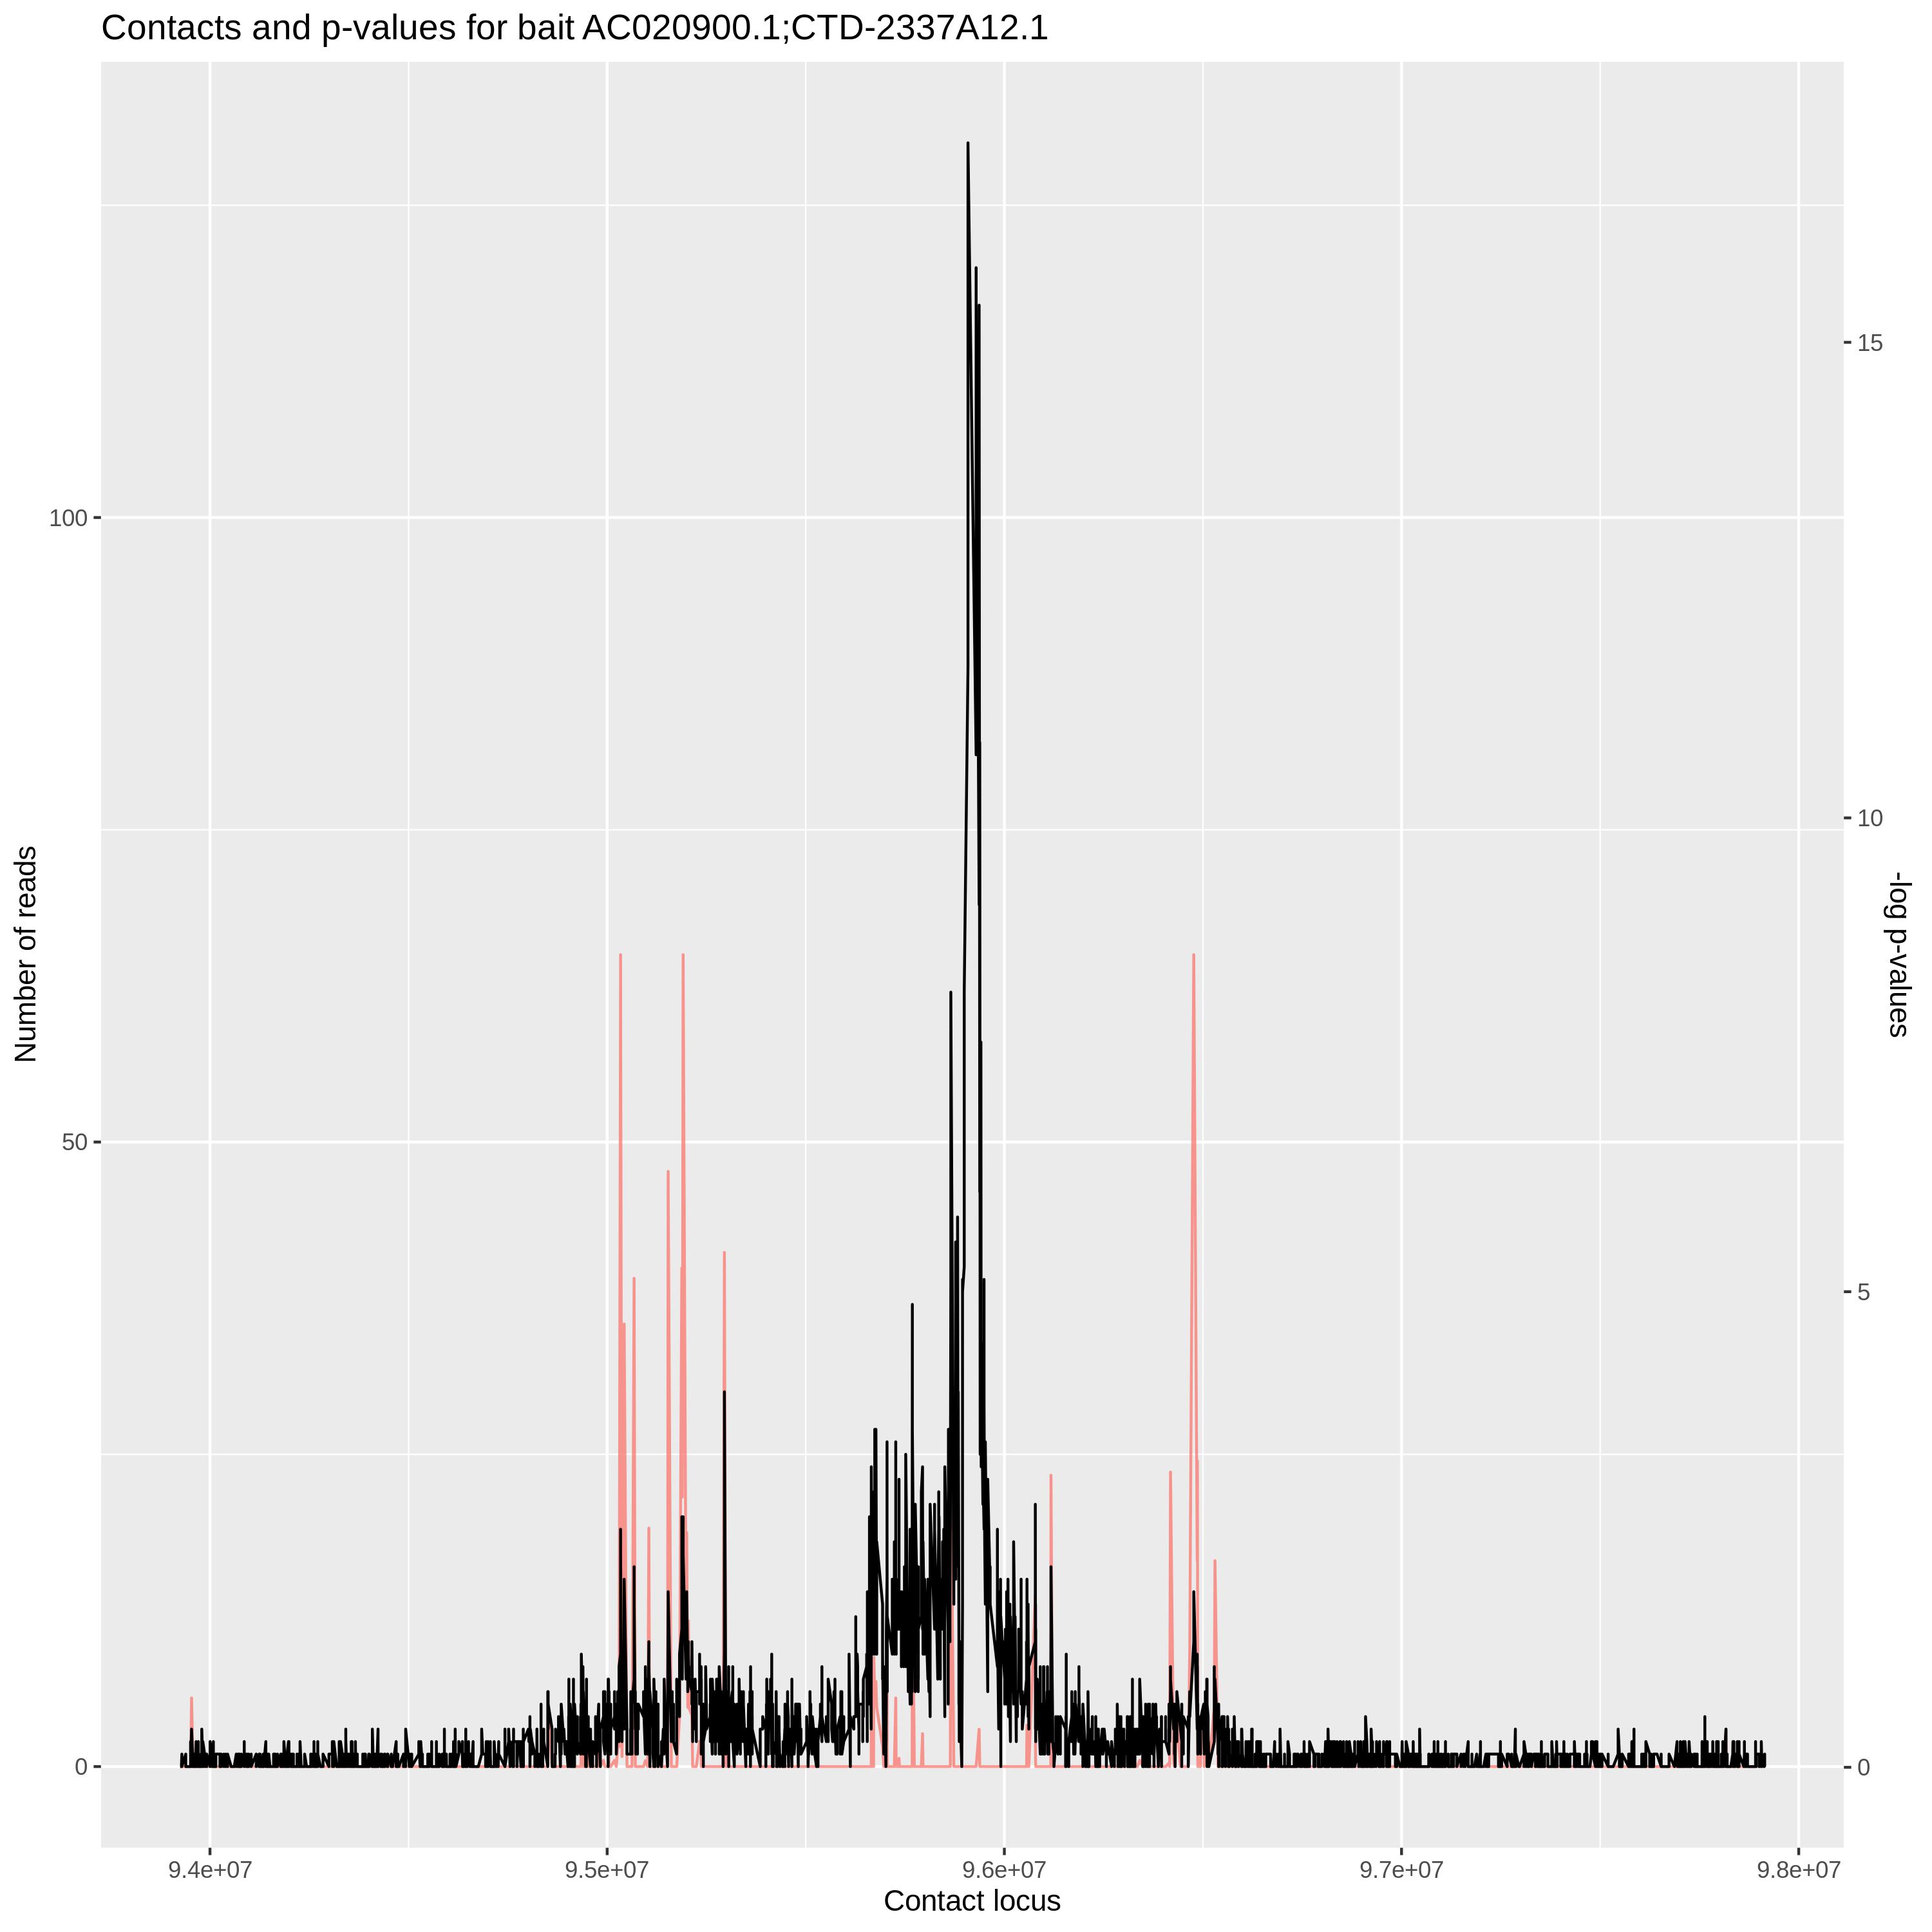 Contacts and p-values for bait AC020900.1;CTD-2337A12.1
100
50
0
Number of reads
15
10
5
0
-log p-values
9.4e+07
9.5e+07
9.6e+07
9.7e+07
9.8e+07
Contact locus